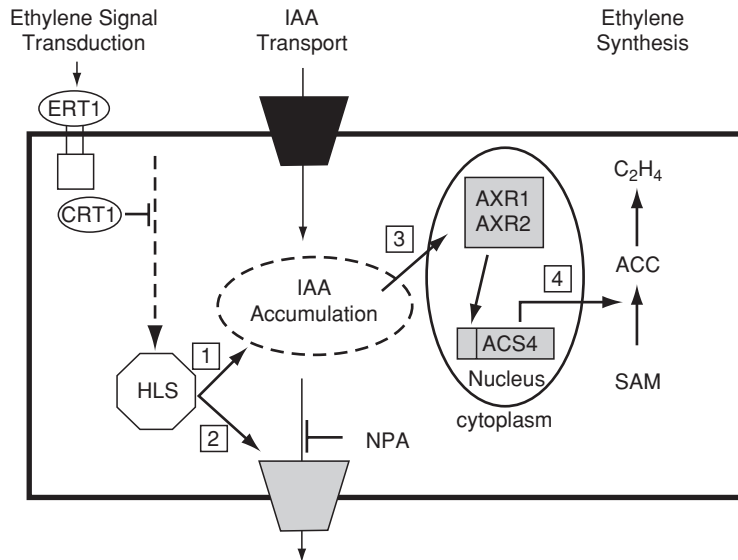 Ethylene Signal
Transduction
IAA
Transport
Ethylene
Synthesis
ERT1
CRT1
HLS
1
2
IAA
Accumulation
3
NPA
AXR1
AXR2
ACS4
Nucleus
cytoplasm
4
C₂H₄
ACC
SAM